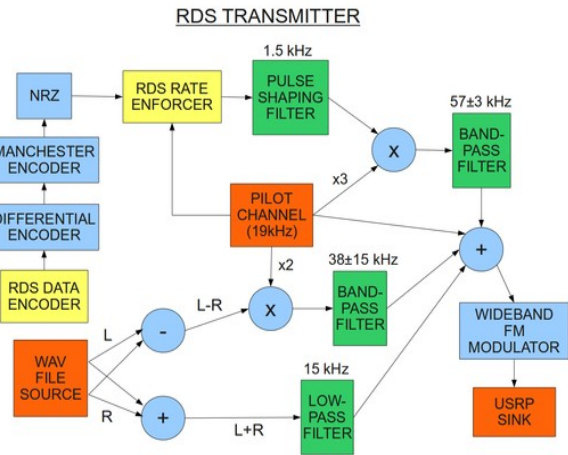 RDS TRANSMITTER
1.5 kHz
NRZ
RDS RATE
ENFORCER
PULSE
SHAPING
FILTER
57±3 kHz
X
BAND-
PASS
FILTER
MANCHESTER
ENCODER
x3
PILOT
CHANNEL
(19kHz)
DIFFERENTIAL
ENCODER
+
x2
38±15 kHz
RDS DATA
ENCODER
L-R
X
BAND-
PASS
FILTER
L
-
WIDEBAND
FM
MODULATOR
WAV
FILE
SOURCE
15 kHz
R
+
L+R
LOW-
PASS
FILTER
USRP
SINK